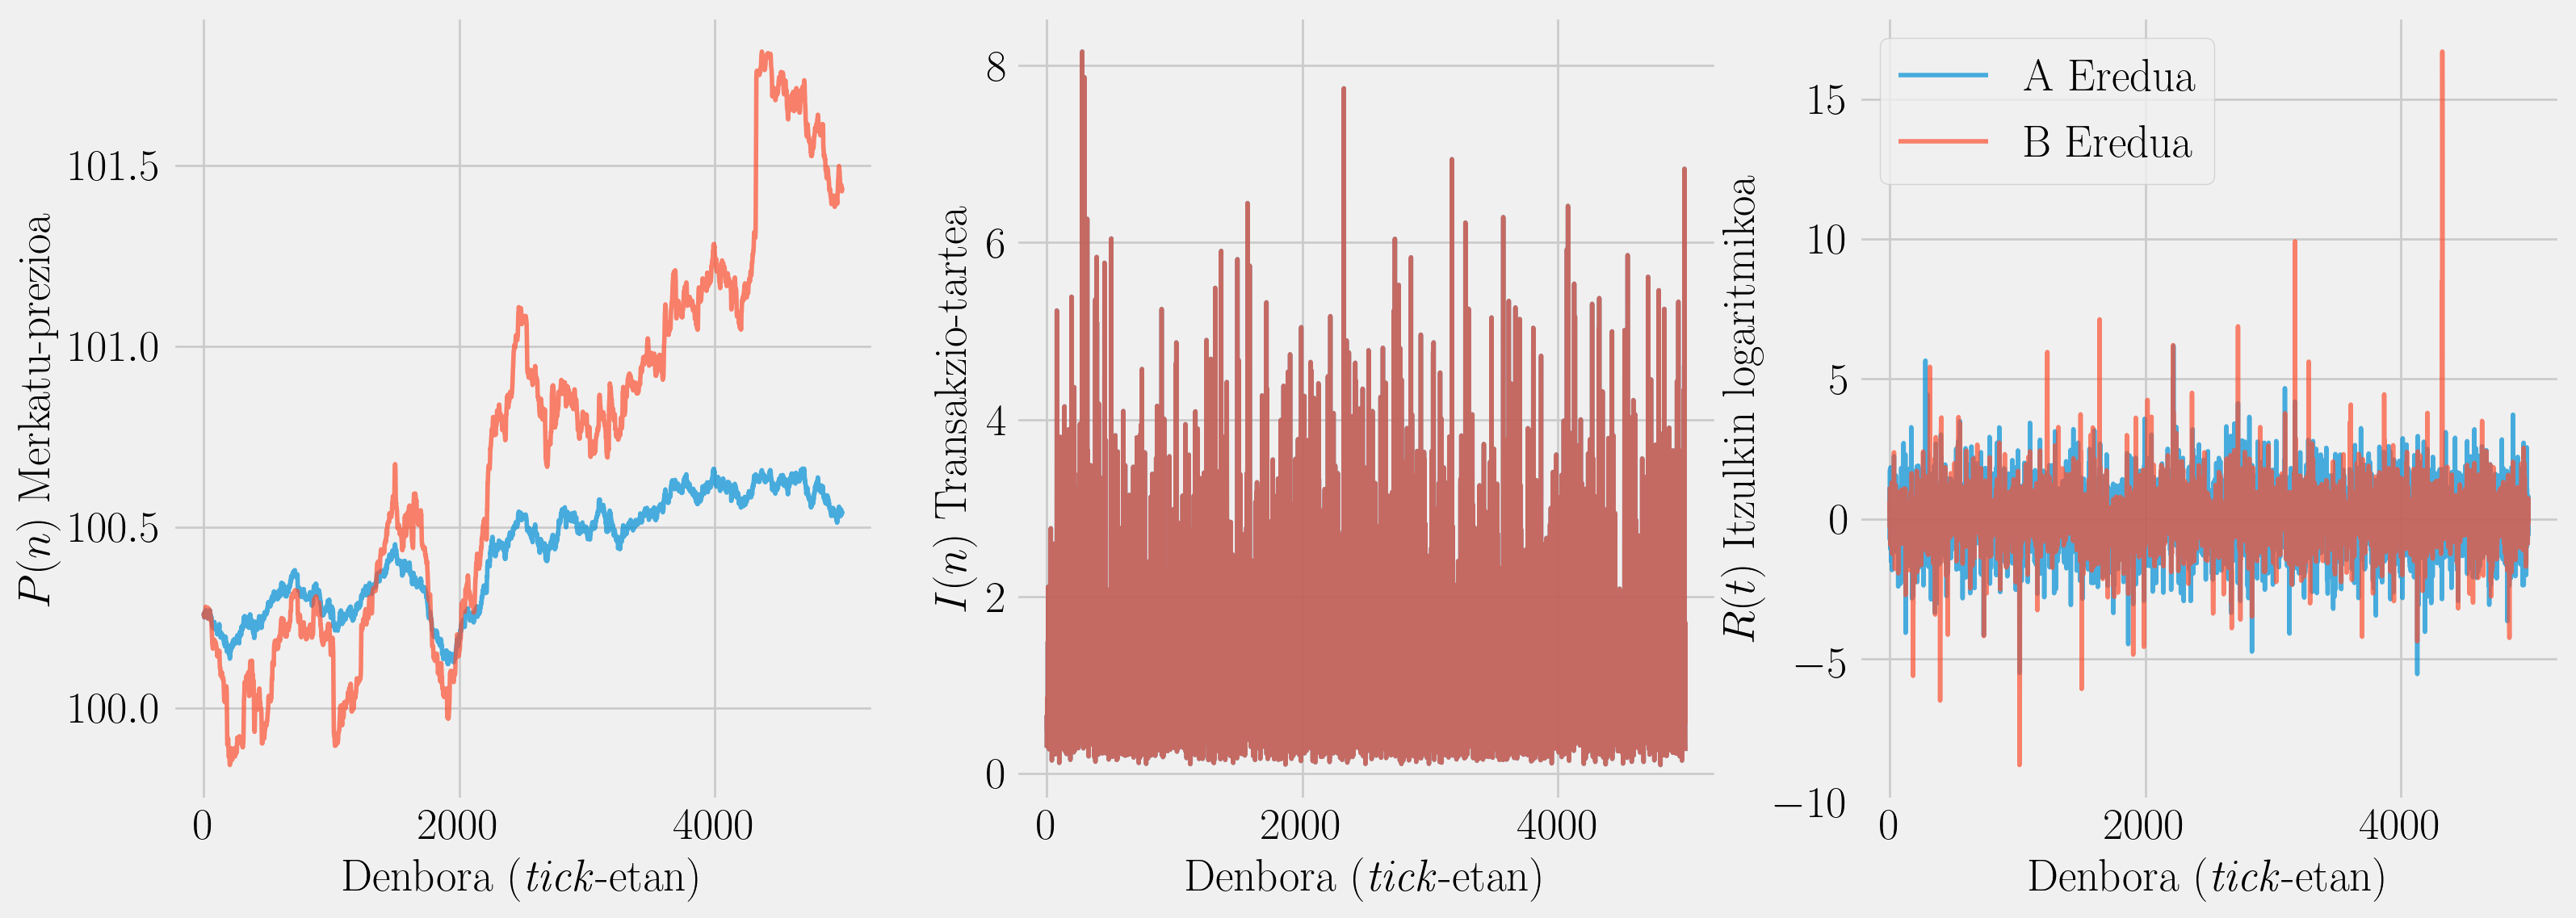 P(n) Merkatu-prezioa
101.5
101.0
100.5
100.0
0 2000 4000
Denbora (tick-etan)
I(n) Transakzio-tartea
8
6
4
2
0
0 2000 4000
Denbora (tick-etan)
R(t) Itzulkin logaritmikoa
15
10
5
0
−5
−10
0 2000 4000
Denbora (tick-etan)
A Eredua
B Eredua